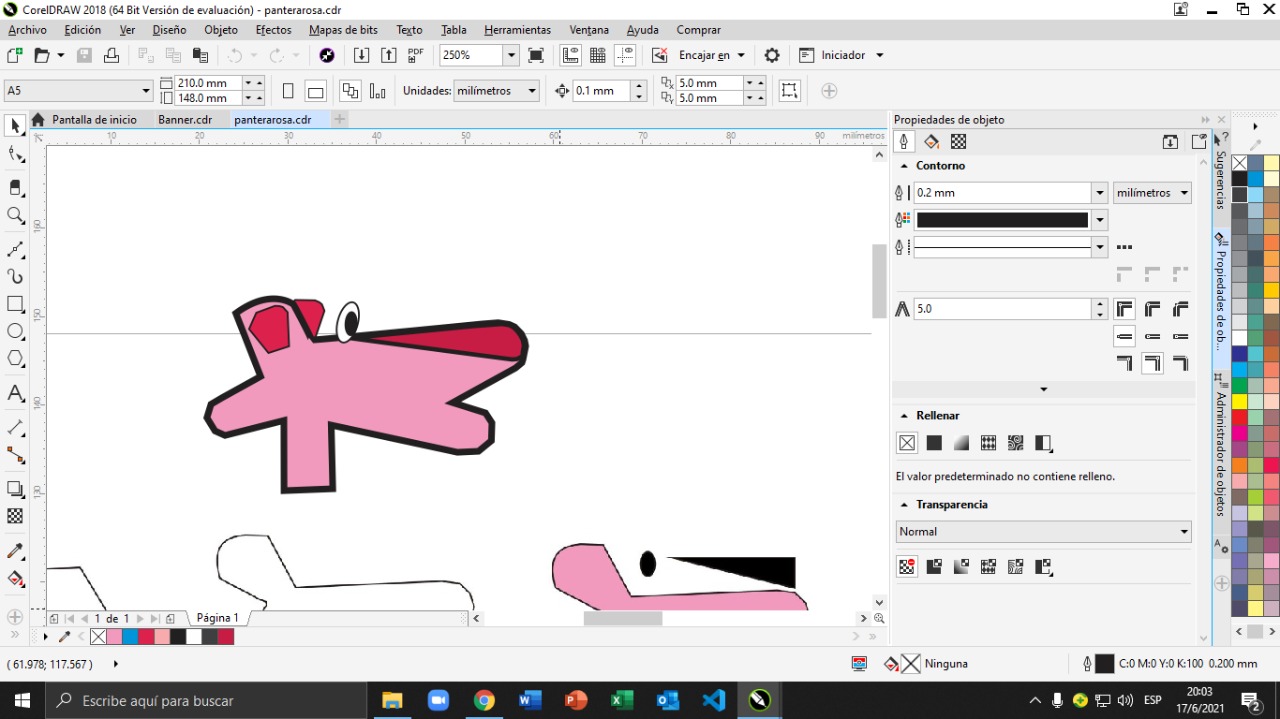 CorelDRAW 2018 (64 Bit Versión de evaluación) - panterarosa.cdr
Archivo Edición Ver Diseño Objeto Efectos Mapas de bits Texto Tabla Herramientas Ventana Ayuda Comprar
PDF 250% Encajar en Iniciador
A5 210.0 mm 148.0 mm Unidades: milímetros 0.1 mm 5.0 mm 5.0 mm
Pantalla de inicio Banner.cdr panterarosa.cdr
10 20 30 40 50 60 70 80 90 milímetros
160
150
140
130
Propiedades de objeto
Contorno
0.2 mm milímetros
5.0
Rellenar
El valor predeterminado no contiene relleno.
Transparencia
Normal
Sugerencias
Propiedades de ob...
Administrador de objetos
1 de 1 Página 1
( 61.978; 117.567 ) Ninguna C:0 M:0 Y:0 K:100 0.200 mm
Escribe aquí para buscar
ESP 20:03
17/6/2021
2